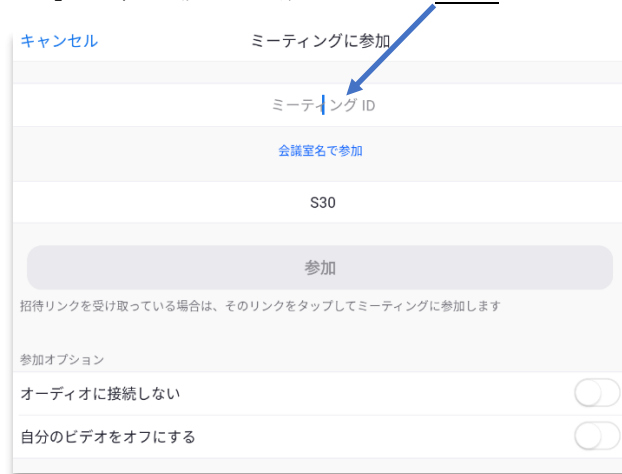 キャンセル ミーティングに参加
ミーティング ID
会議室名で参加
S30
参加
招待リンクを受け取っている場合は、そのリンクをタップしてミーティングに参加します
参加オプション
オーディオに接続しない
自分のビデオをオフにする